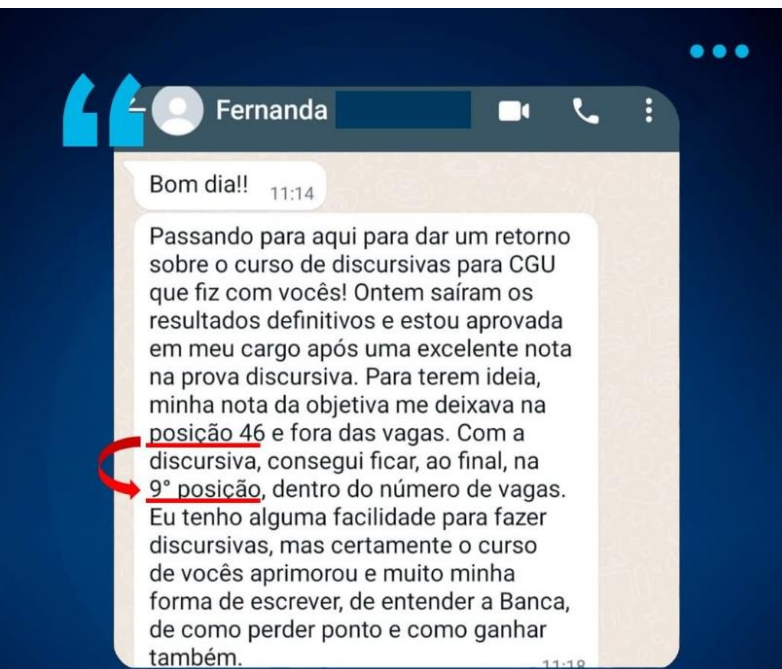 Fernanda
Bom dia!! 11:14
Passando para aqui para dar um retorno
sobre o curso de discursivas para CGU
que fiz com vocês! Ontem saíram os
resultados definitivos e estou aprovada
em meu cargo após uma excelente nota
na prova discursiva. Para terem ideia,
minha nota da objetiva me deixava na
posição 46 e fora das vagas. Com a
discursiva, consegui ficar, ao final, na
9° posição, dentro do número de vagas.
Eu tenho alguma facilidade para fazer
discursivas, mas certamente o curso
de vocês aprimorou e muito minha
forma de escrever, de entender a Banca,
de como perder ponto e como ganhar
também. 11:18